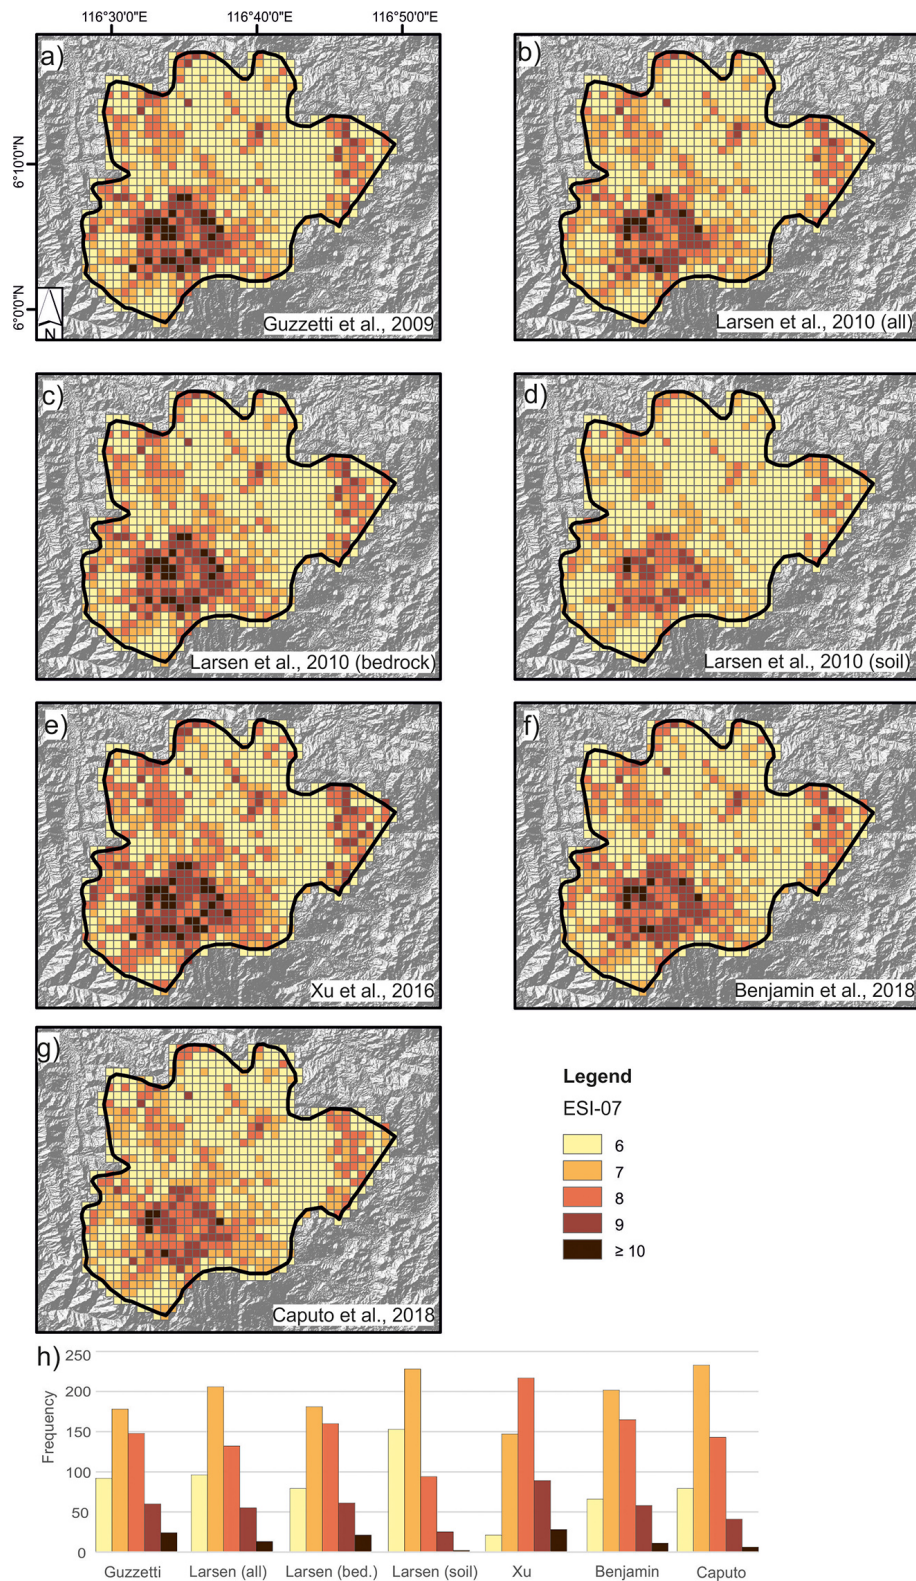 116°30'0"E 116°40'0"E 116°50'0"E
a)
b)
6°10'0"N
6°0'0"N
N
Guzzetti et al., 2009
Larsen et al., 2010 (all)
c)
d)
Larsen et al., 2010 (bedrock)
Larsen et al., 2010 (soil)
e)
f)
Xu et al., 2016
Benjamin et al., 2018
g)
Caputo et al., 2018
Legend
ESI-07
6
7
8
9
≥ 10
h)
Frequency
250
200
150
100
50
0
Guzzetti Larsen (all) Larsen (bed.) Larsen (soil) Xu Benjamin Caputo